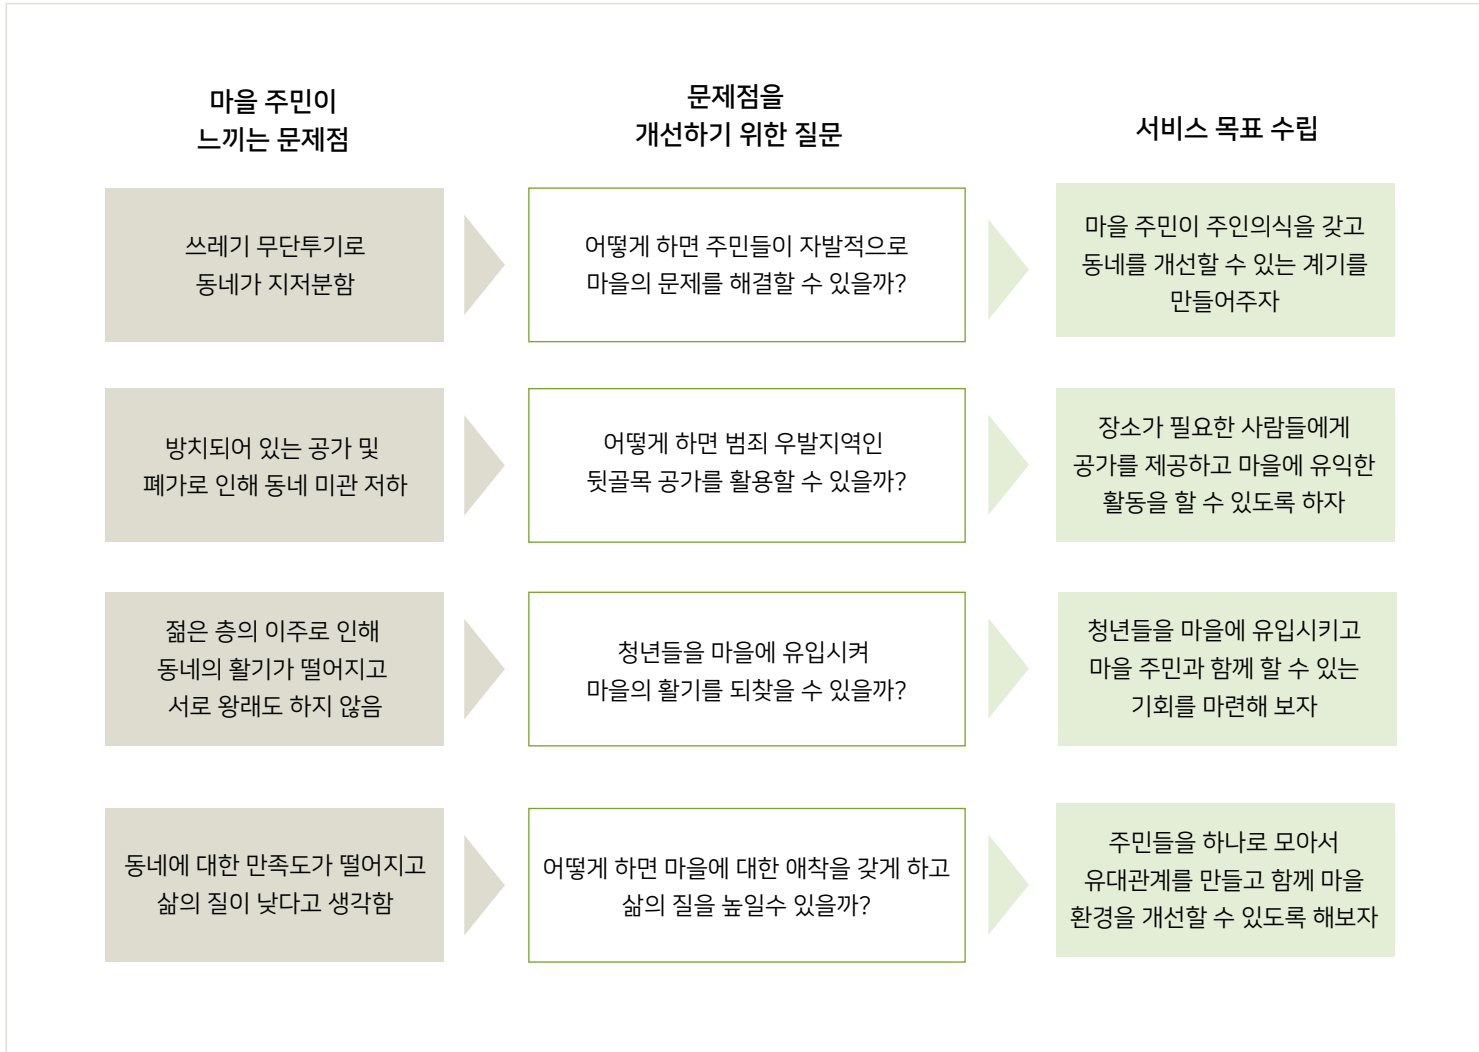 마을 주민이
느끼는 문제점
문제점을
개선하기 위한 질문
서비스 목표 수립
쓰레기 무단투기로
동네가 지저분함
어떻게 하면 주민들이 자발적으로
마을의 문제를 해결할 수 있을까?
마을 주민이 주인의식을 갖고
동네를 개선할 수 있는 계기를
만들어주자
방치되어 있는 공가 및
폐가로 인해 동네 미관 저하
어떻게 하면 범죄 우발지역인
뒷골목 공가를 활용할 수 있을까?
장소가 필요한 사람들에게
공가를 제공하고 마을에 유익한
활동을 할 수 있도록 하자
젊은 층의 이주로 인해
동네의 활기가 떨어지고
서로 왕래도 하지 않음
청년들을 마을에 유입시켜
마을의 활기를 되찾을 수 있을까?
청년들을 마을에 유입시키고
마을 주민과 함께 할 수 있는
기회를 마련해 보자
동네에 대한 만족도가 떨어지고
삶의 질이 낮다고 생각함
어떻게 하면 마을에 대한 애착을 갖게 하고
삶의 질을 높일수 있을까?
주민들을 하나로 모아서
유대관계를 만들고 함께 마을
환경을 개선할 수 있도록 해보자